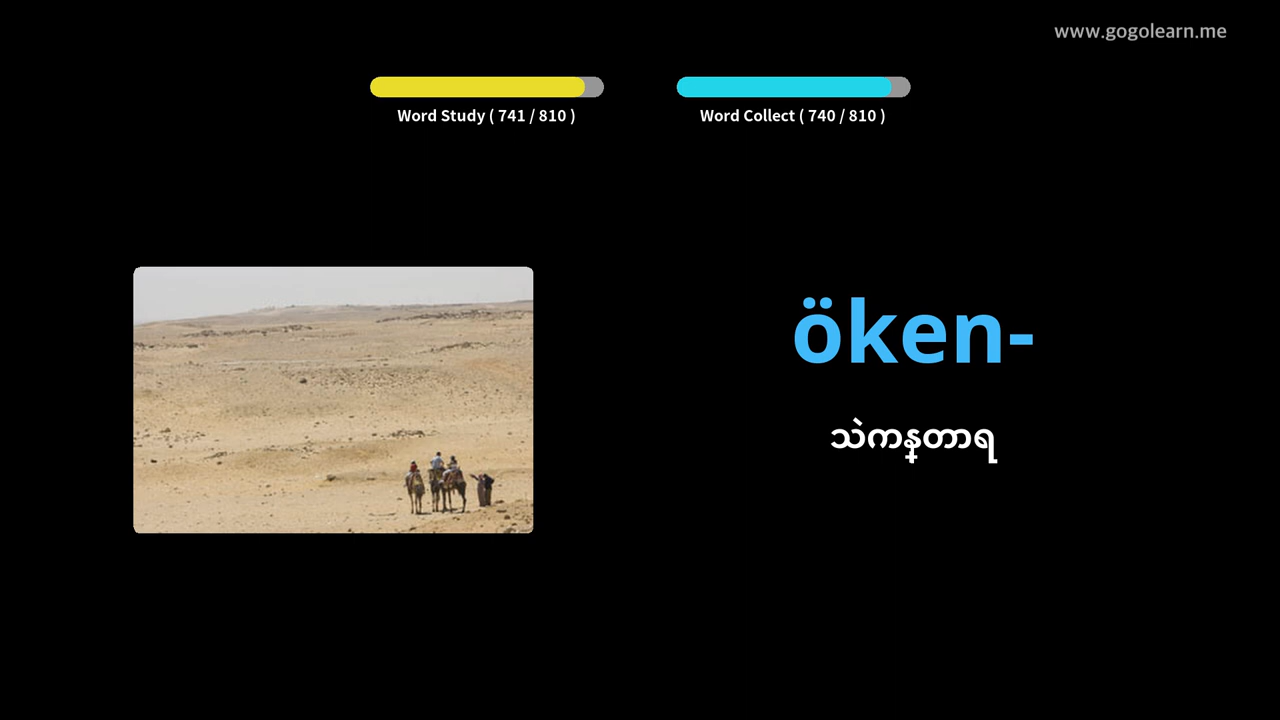 www.gogolearn.me
Word Study ( 741 / 810 )
Word Collect ( 740 / 810 )
öken-
သဲကန္တာရ